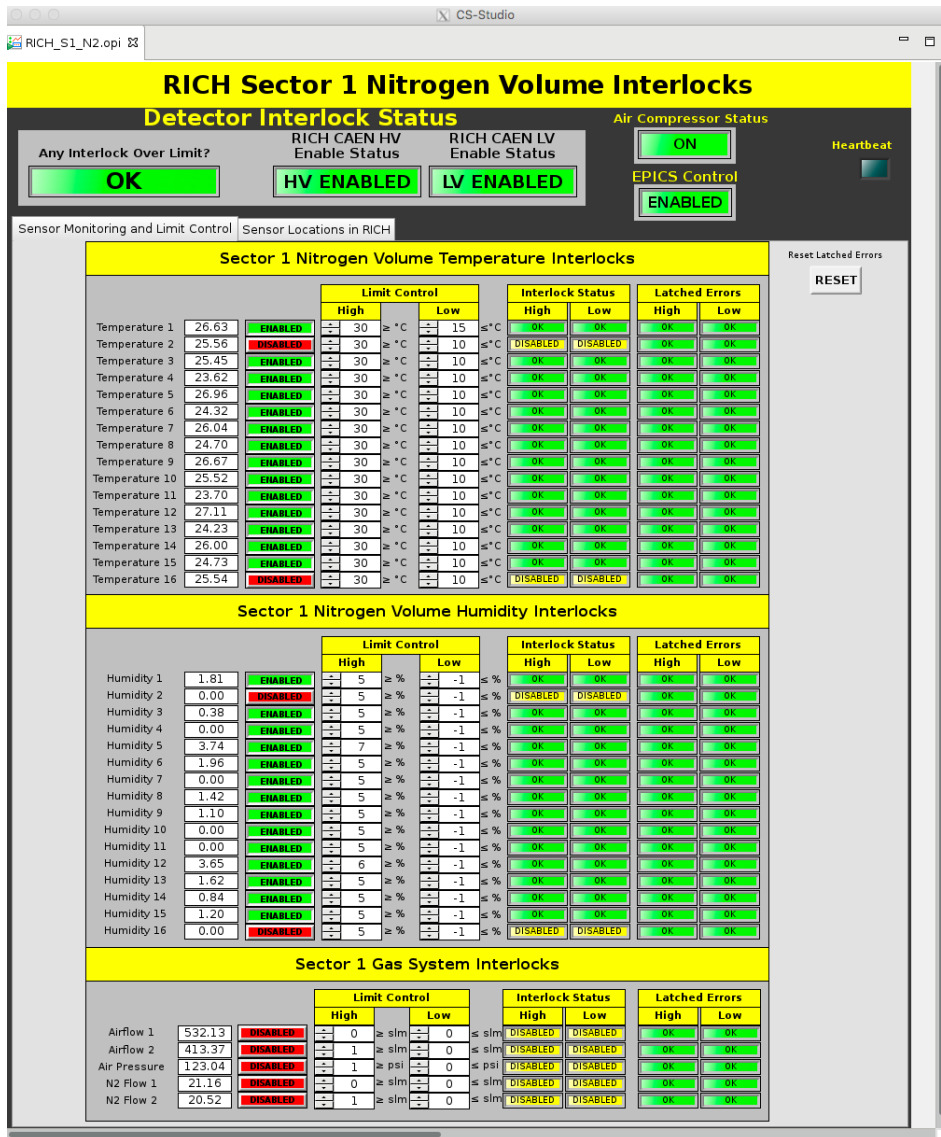 CS-Studio
RICH_S1_N2.opi
RICH Sector 1 Nitrogen Volume Interlocks
Detector Interlock Status
Air Compressor Status
Any Interlock Over Limit?
OK
RICH CAEN HV
Enable Status
HV ENABLED
RICH CAEN LV
Enable Status
LV ENABLED
ON
EPICS Control
ENABLED
Heartbeat
Sensor Monitoring and Limit Control Sensor Locations in RICH
Reset Latched Errors
RESET
Sector 1 Nitrogen Volume Temperature Interlocks
Limit Control Interlock Status Latched Errors
High Low High Low High Low
Temperature 1 26.63 ENABLED 30 ≥ °C 15 ≤°C OK OK OK OK
Temperature 2 25.56 DISABLED 30 ≥ °C 10 ≤°C DISABLED DISABLED OK OK
Temperature 3 25.45 ENABLED 30 ≥ °C 10 ≤°C OK OK OK OK
Temperature 4 23.62 ENABLED 30 ≥ °C 10 ≤°C OK OK OK OK
Temperature 5 26.96 ENABLED 30 ≥ °C 10 ≤°C OK OK OK OK
Temperature 6 24.32 ENABLED 30 ≥ °C 10 ≤°C OK OK OK OK
Temperature 7 26.04 ENABLED 30 ≥ °C 10 ≤°C OK OK OK OK
Temperature 8 24.70 ENABLED 30 ≥ °C 10 ≤°C OK OK OK OK
Temperature 9 26.67 ENABLED 30 ≥ °C 10 ≤°C OK OK OK OK
Temperature 10 25.52 ENABLED 30 ≥ °C 10 ≤°C OK OK OK OK
Temperature 11 23.70 ENABLED 30 ≥ °C 10 ≤°C OK OK OK OK
Temperature 12 27.11 ENABLED 30 ≥ °C 10 ≤°C OK OK OK OK
Temperature 13 24.23 ENABLED 30 ≥ °C 10 ≤°C OK OK OK OK
Temperature 14 26.00 ENABLED 30 ≥ °C 10 ≤°C OK OK OK OK
Temperature 15 24.73 ENABLED 30 ≥ °C 10 ≤°C OK OK OK OK
Temperature 16 25.54 DISABLED 30 ≥ °C 10 ≤°C DISABLED DISABLED OK OK
Sector 1 Nitrogen Volume Humidity Interlocks
Limit Control Interlock Status Latched Errors
High Low High Low High Low
Humidity 1 1.81 ENABLED 5 ≥ % -1 ≤ % OK OK OK OK
Humidity 2 0.00 DISABLED 5 ≥ % -1 ≤ % DISABLED DISABLED OK OK
Humidity 3 0.38 ENABLED 5 ≥ % -1 ≤ % OK OK OK OK
Humidity 4 0.00 ENABLED 5 ≥ % -1 ≤ % OK OK OK OK
Humidity 5 3.74 ENABLED 7 ≥ % -1 ≤ % OK OK OK OK
Humidity 6 1.96 ENABLED 5 ≥ % -1 ≤ % OK OK OK OK
Humidity 7 0.00 ENABLED 5 ≥ % -1 ≤ % OK OK OK OK
Humidity 8 1.42 ENABLED 5 ≥ % -1 ≤ % OK OK OK OK
Humidity 9 1.10 ENABLED 5 ≥ % -1 ≤ % OK OK OK OK
Humidity 10 0.00 ENABLED 5 ≥ % -1 ≤ % OK OK OK OK
Humidity 11 0.00 ENABLED 5 ≥ % -1 ≤ % OK OK OK OK
Humidity 12 3.65 ENABLED 6 ≥ % -1 ≤ % OK OK OK OK
Humidity 13 1.62 ENABLED 5 ≥ % -1 ≤ % OK OK OK OK
Humidity 14 0.84 ENABLED 5 ≥ % -1 ≤ % OK OK OK OK
Humidity 15 1.20 ENABLED 5 ≥ % -1 ≤ % OK OK OK OK
Humidity 16 0.00 DISABLED 5 ≥ % -1 ≤ % DISABLED DISABLED OK OK
Sector 1 Gas System Interlocks
Limit Control Interlock Status Latched Errors
High Low High Low High Low
Airflow 1 532.13 DISABLED 0 ≥ slm 0 ≤ slm DISABLED DISABLED OK OK
Airflow 2 413.37 DISABLED 1 ≥ slm 0 ≤ slm DISABLED DISABLED OK OK
Air Pressure 123.04 DISABLED 1 ≥ psi 0 ≤ psi DISABLED DISABLED OK OK
N2 Flow 1 21.16 DISABLED 0 ≥ slm 0 ≤ slm DISABLED DISABLED OK OK
N2 Flow 2 20.52 DISABLED 1 ≥ slm 0 ≤ slm DISABLED DISABLED OK OK